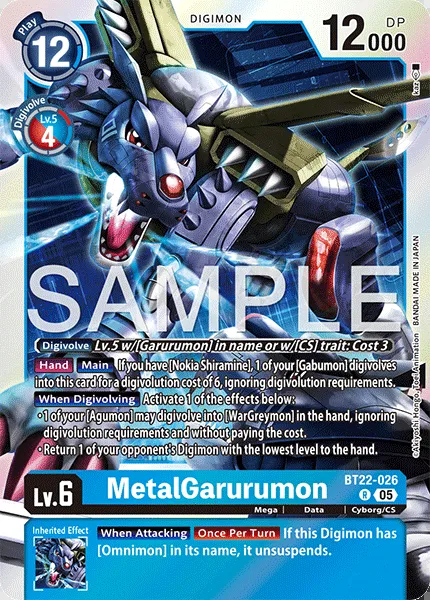 Play
12
DIGIMON
12000
DP
Digivolve
Lv.5
4
SAMPLE
Digivolve Lv.5 w/[Garurumon] in name or w/[CS] trait: Cost 3
Hand Main If you have [Nokia Shiramine], 1 of your [Gabumon] digivolves
into this card for a digivolution cost of 6, ignoring digivolution requirements.
When Digivolving Activate 1 of the effects below:
•1 of your [Agumon] may digivolve into [WarGreymon] in the hand, ignoring
digivolution requirements and without paying the cost.
•Return 1 of your opponent's Digimon with the lowest level to the hand.
BT22-026
Lv.6
MetalGarurumon
R 05
Mega Data Cyborg/CS
Inherited Effect
When Attacking Once Per Turn If this Digimon has
[Omnimon] in its name, it unsuspends.
kaz
©Akiyoshi Hongo, Toei Animation BANDAI MADE IN JAPAN